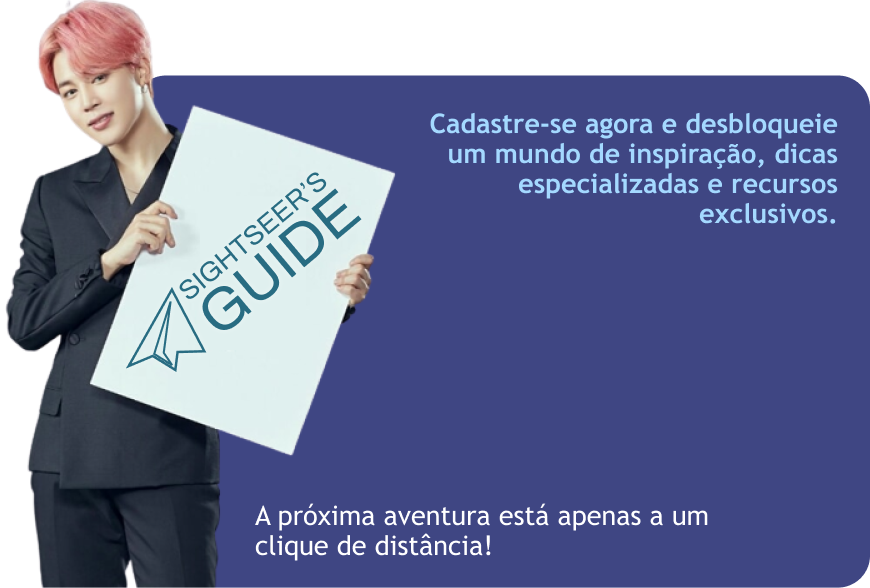 Cadastre-se agora e desbloqueie
um mundo de inspiração, dicas
especializadas e recursos
exclusivos.
SIGHTSEER'S
GUIDE
A próxima aventura está apenas a um
clique de distância!